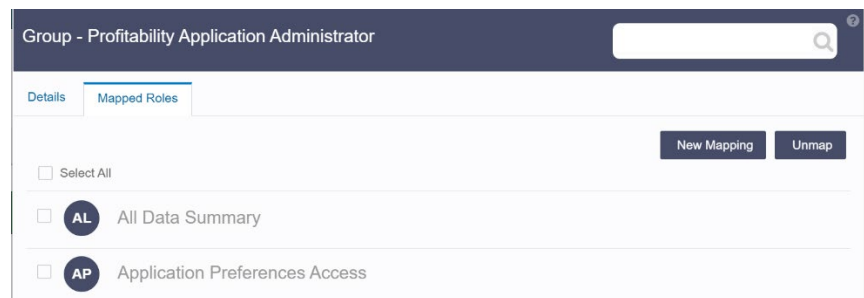 Group - Profitability Application Administrator
?
Details Mapped Roles
New Mapping Unmap
Select All
AL All Data Summary
AP Application Preferences Access